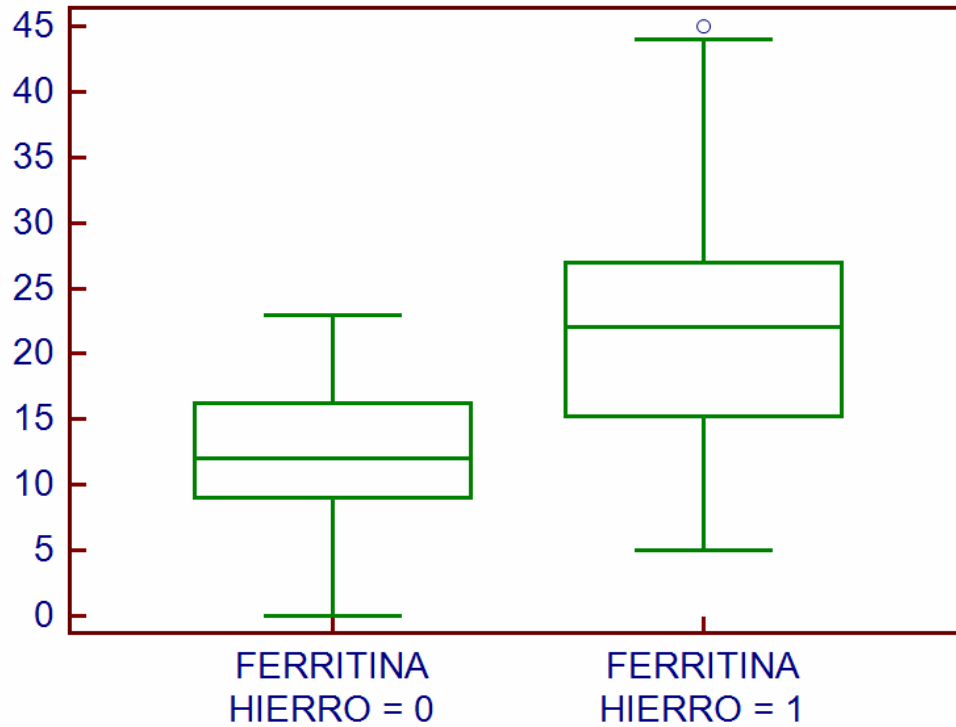 45
40
35
30
25
20
15
10
5
0
FERRITINA
HIERRO = 0
FERRITINA
HIERRO = 1